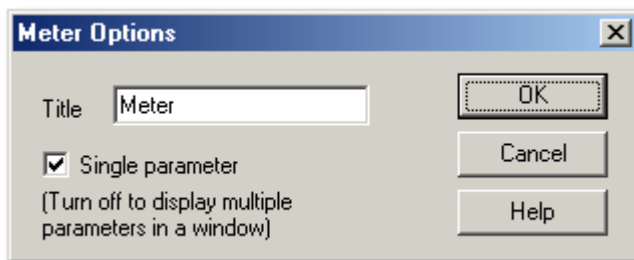 Meter Options
Title
Meter
OK
Single parameter
Cancel
(Turn off to display multiple
parameters in a window)
Help